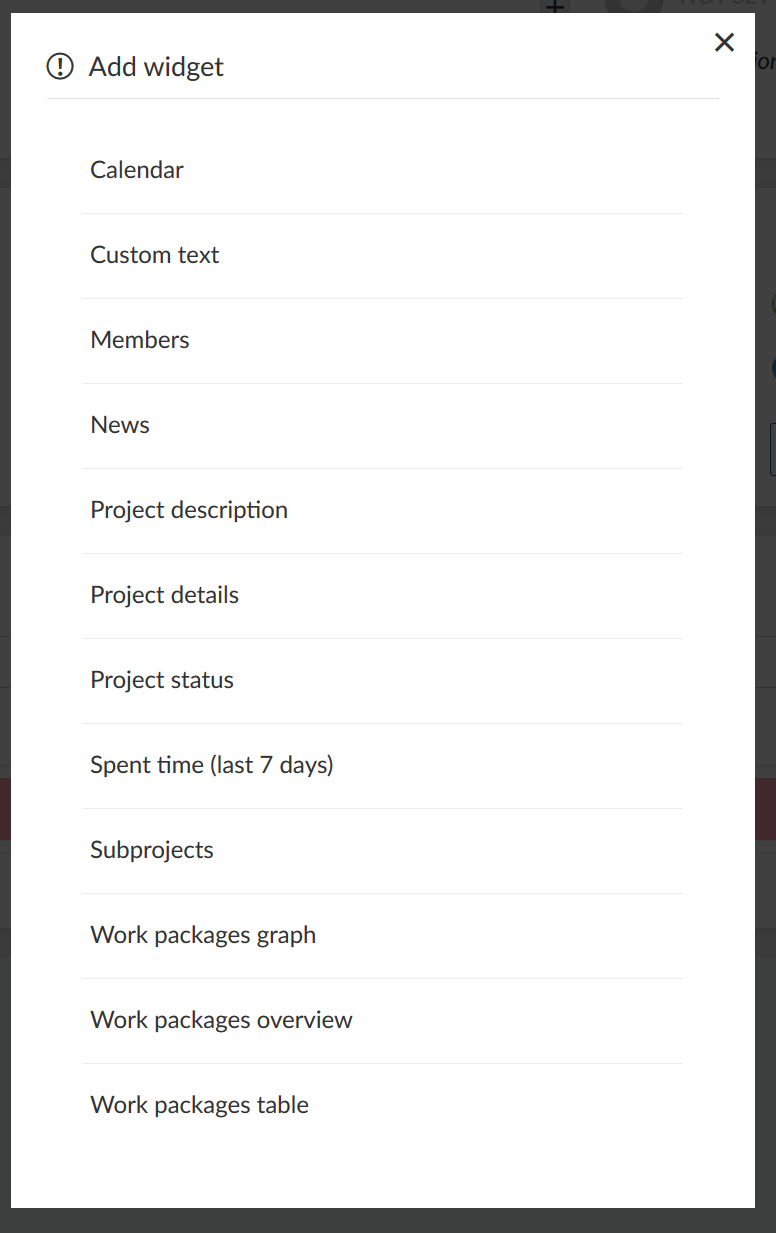 Add widget
Calendar
Custom text
Members
News
Project description
Project details
Project status
Spent time (last 7 days)
Subprojects
Work packages graph
Work packages overview
Work packages table